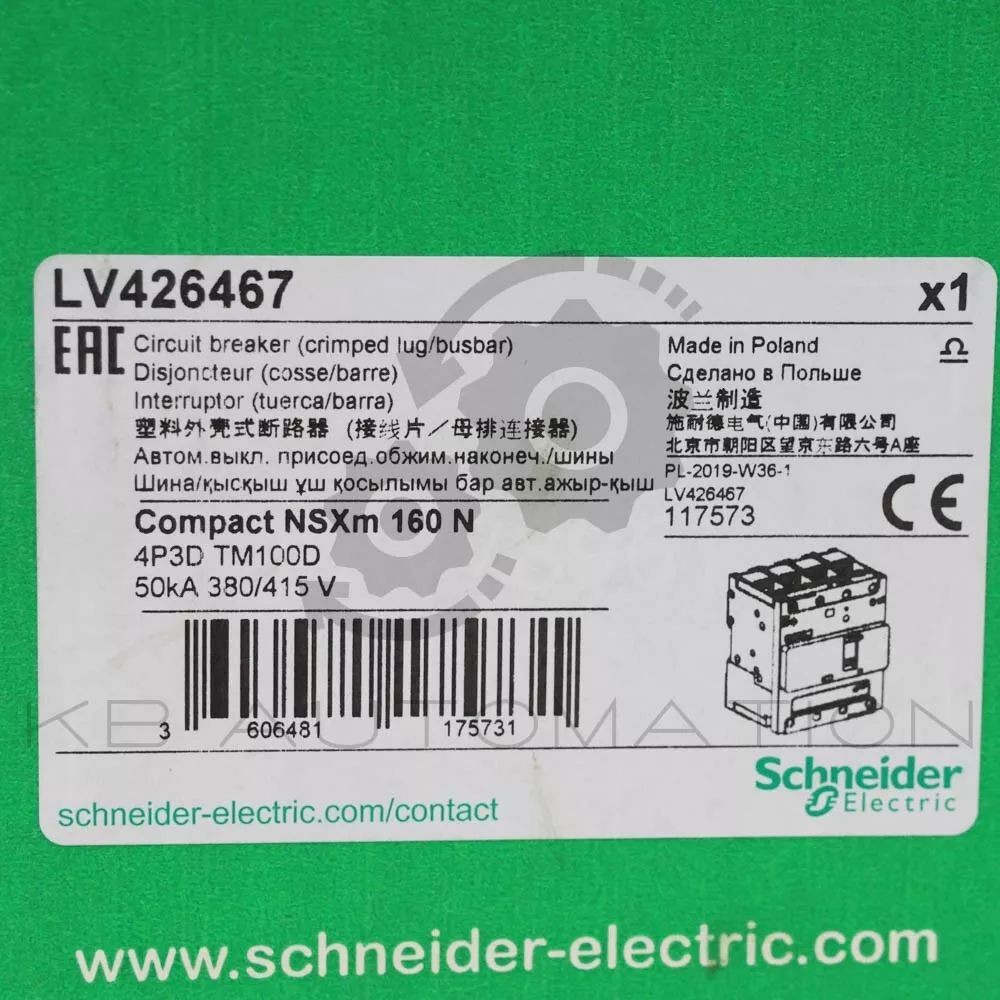 LV426467
x1
EAC
Circuit breaker (crimped lug/busbar)
Disjoncteur (cosse/barre)
Interruptor (tuerca/barra)
塑料外壳式断路器 (接线片/母排连接器)
Автом.выкл. присоед.обжим.наконеч./шины
Шина/қысқыш ұш қосылымы бар авт.ажыр-қыш
Made in Poland
Сделано в Польше
波兰制造
施耐德电气(中国)有限公司
北京市朝阳区望京东路六号A座
PL-2019-W36-1
LV426467
117573
CE
Compact NSXm 160 N
4P3D TM100D
50kA 380/415 V
3 606481 175731
KB AUTOMATION
Schneider
Electric
schneider-electric.com/contact
www.schneider-electric.com